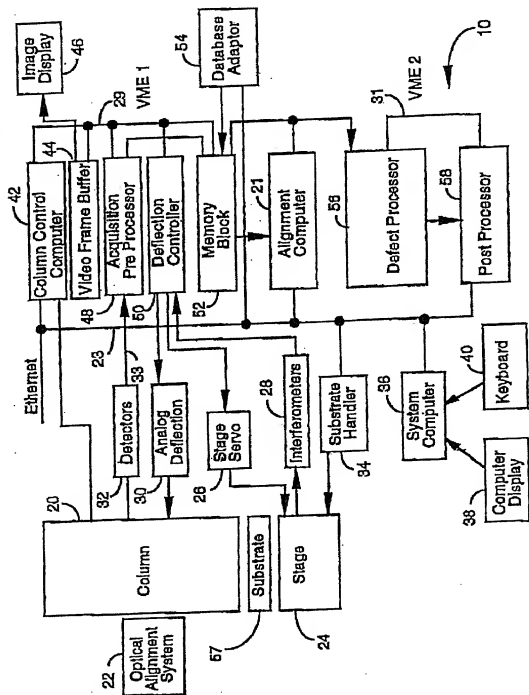 Ethernet
23
20
Column
22
Optical
Alignment
System
57
Substrate
Stage
24
32
Detectors
33
30
Analog
Deflection
26
Stage
Servo
28
Interferometers
34
Substrate
Handler
36
System
Computer
38
Computer
Display
40
Keyboard
42
Column Control
Computer
44
Video Frame Buffer
48
Acquisition
Pre Processor
50
Deflection
Controller
52
Memory
Block
21
Alignment
Computer
56
Defect Processor
58
Post Processor
Image
Display
46
29
VME 1
54
Database
Adaptor
31
VME 2
10